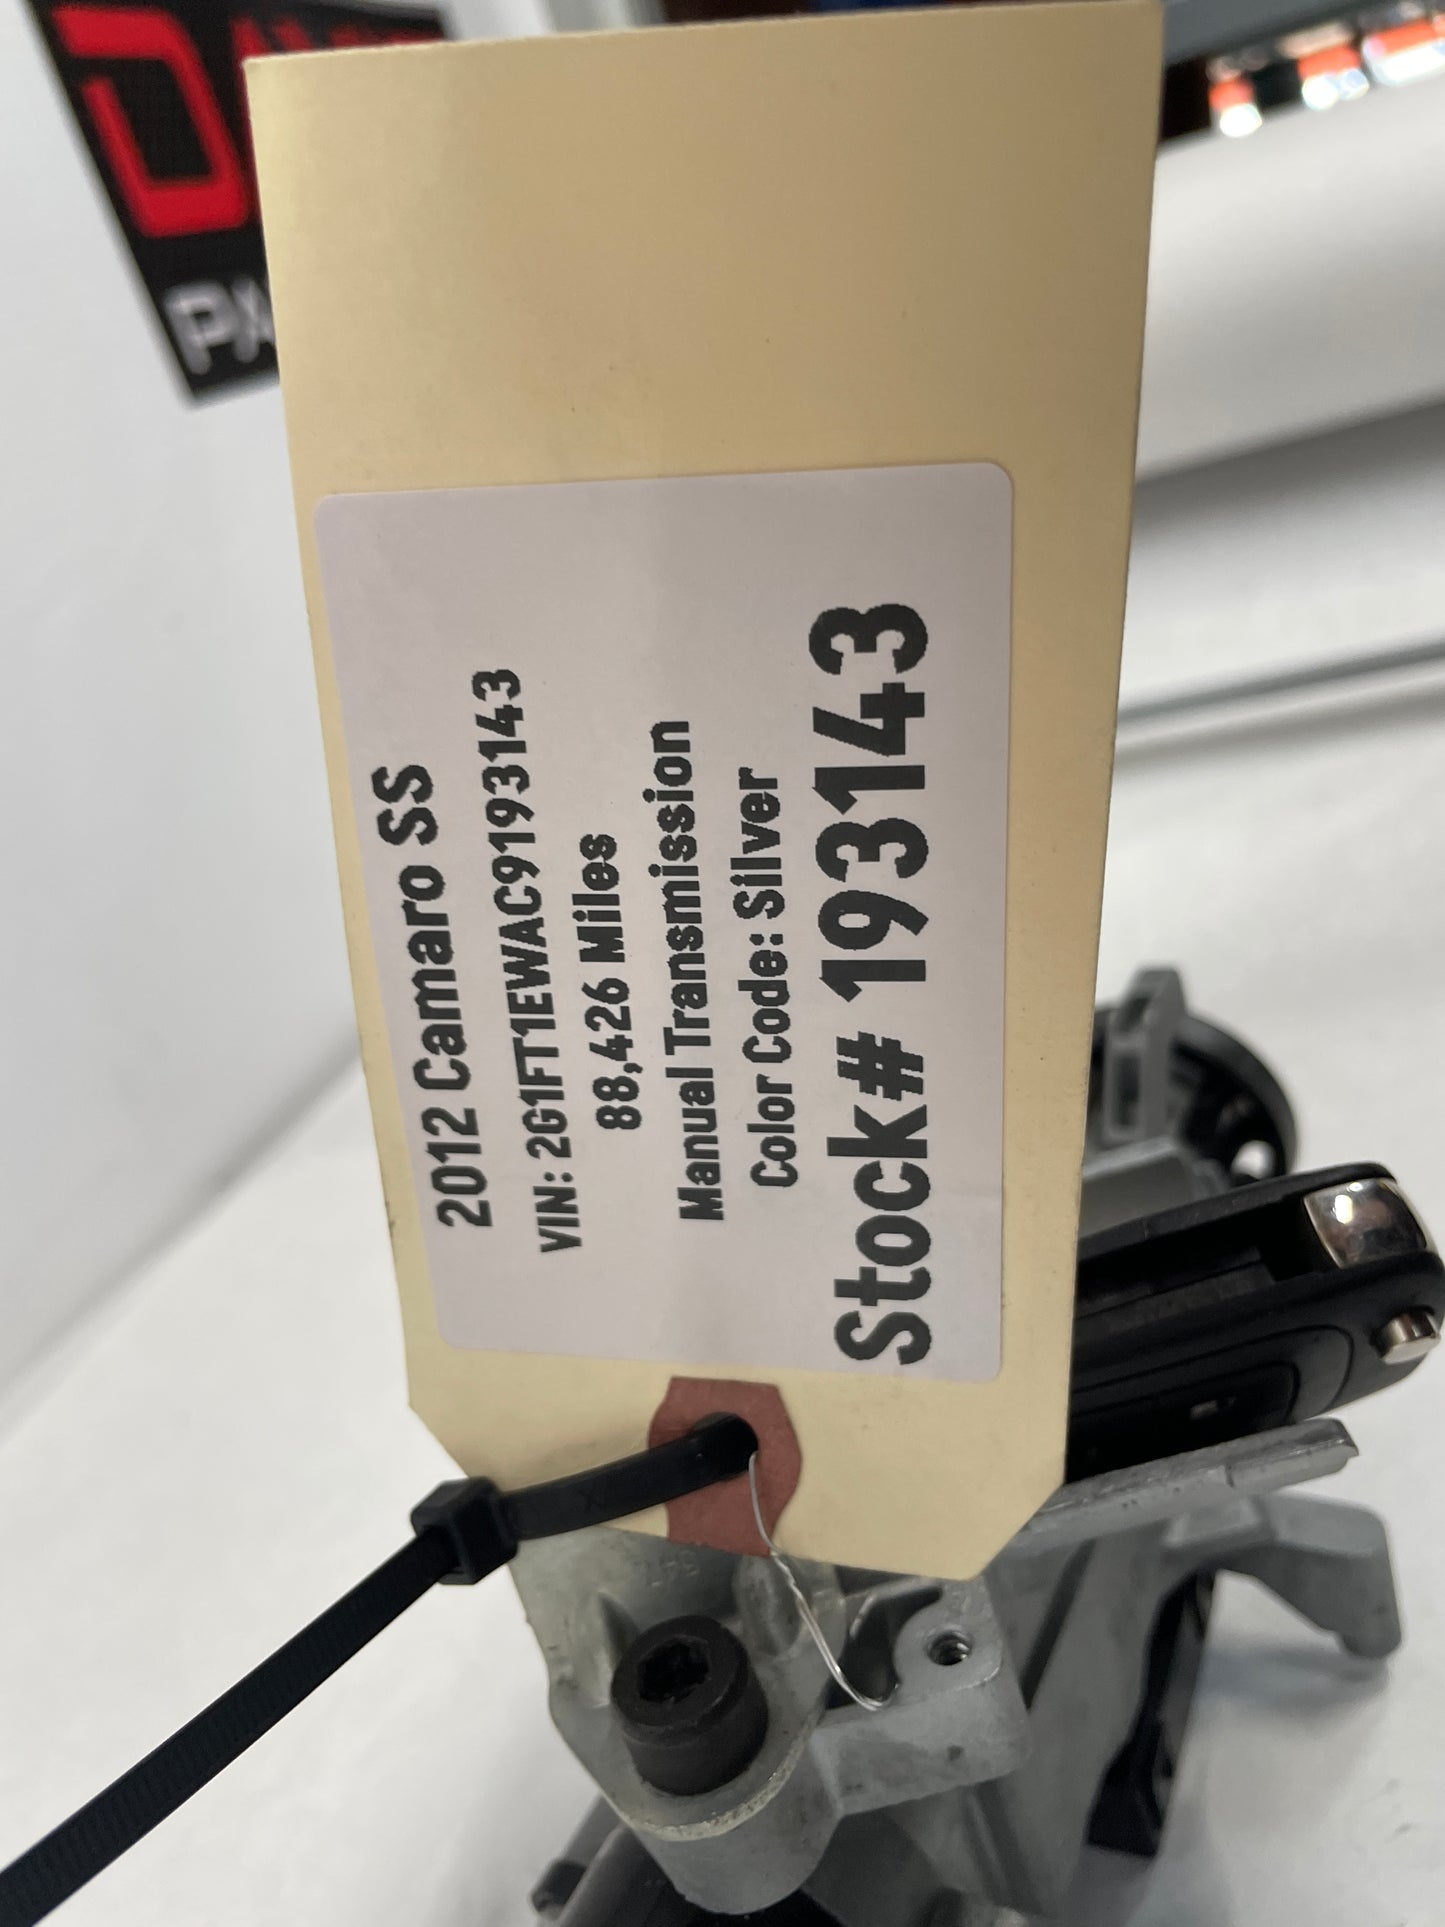 2012 Camaro SS
VIN: 2G1FT1EWAC9193143
88,426 Miles
Manual Transmission
Color Code: Silver
Stock# 193143